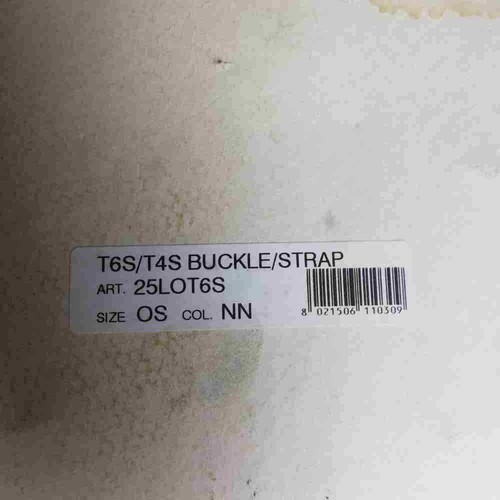 T6S/T4S BUCKLE/STRAP
ART. 25LOT6S
SIZE OS COL. NN
8 021506 110309